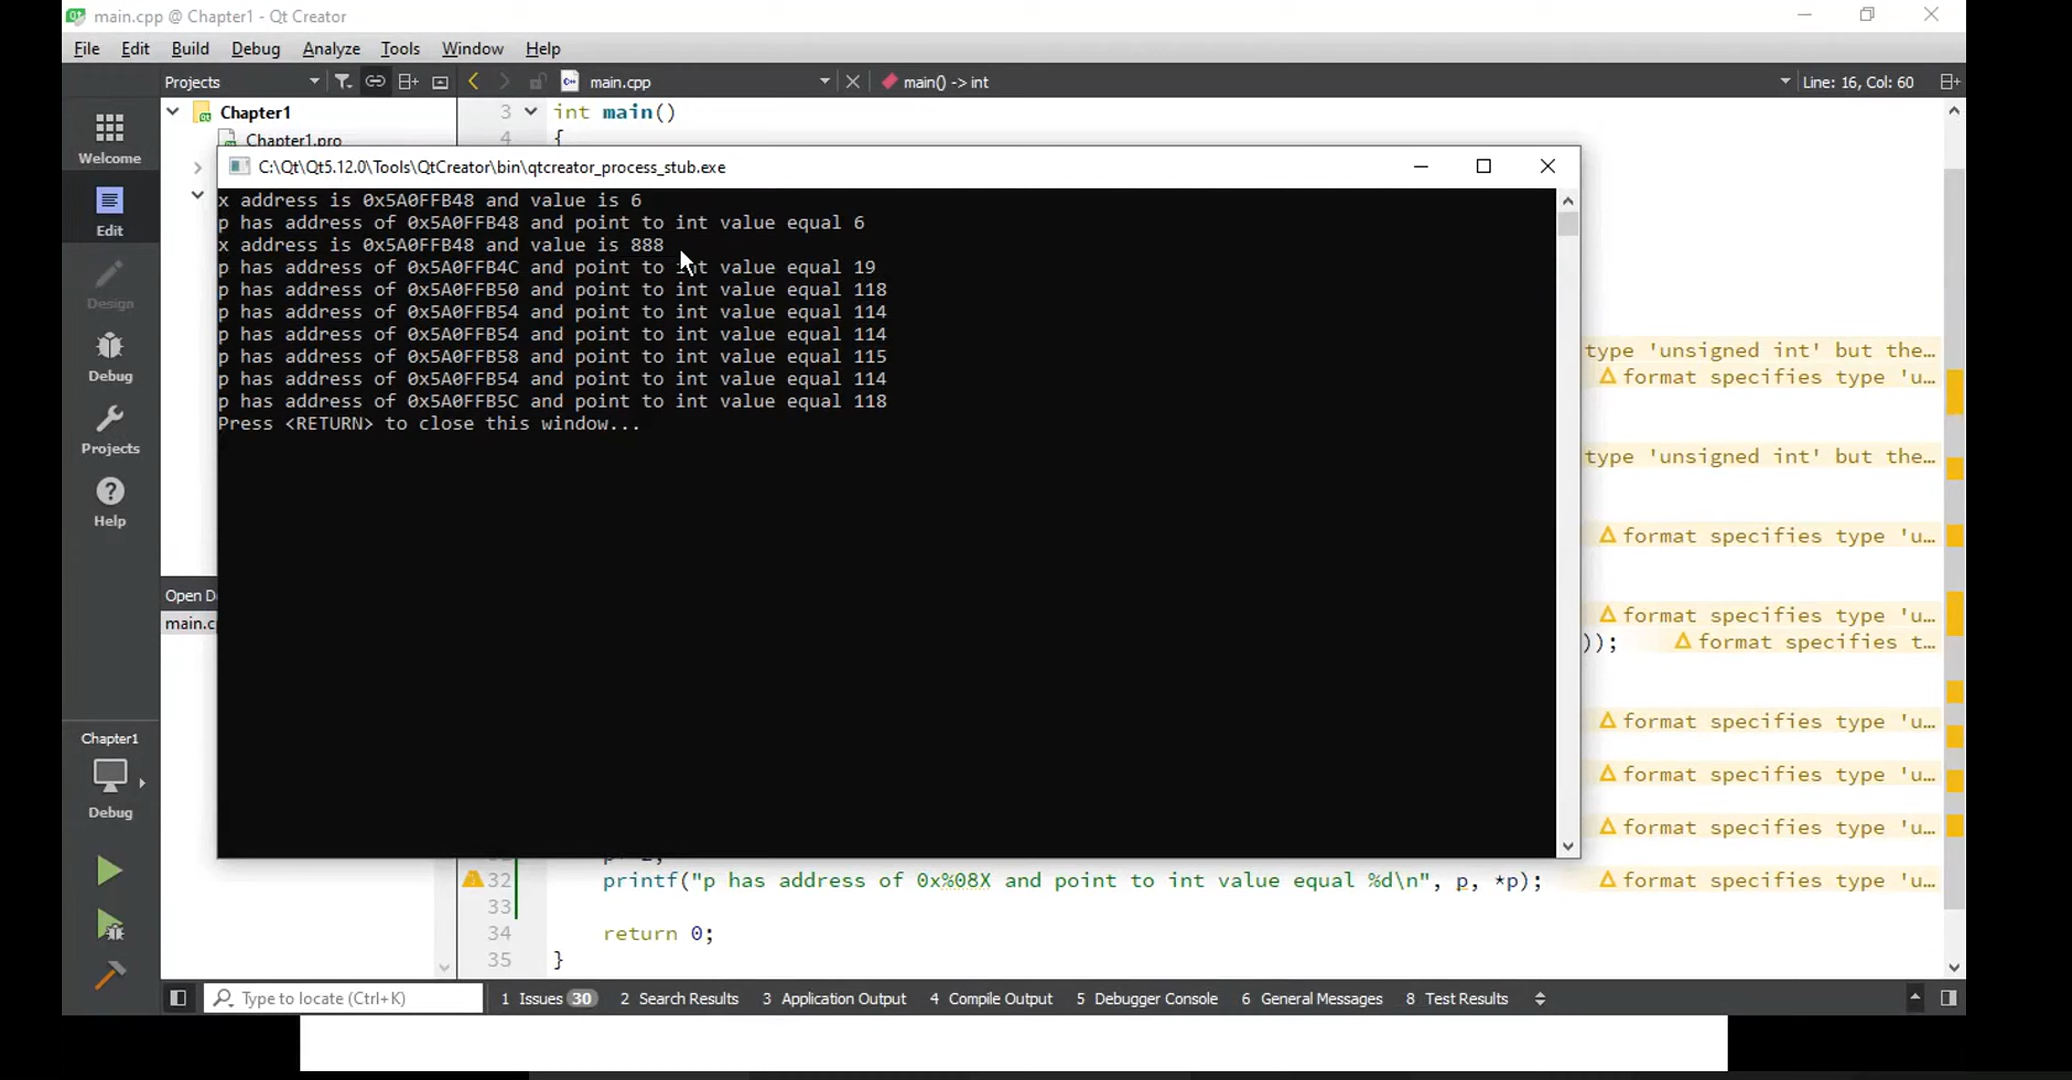 main.cpp @ Chapter1 - Qt Creator
File Edit Build Debug Analyze Tools Window Help
Projects main.cpp main() -> int Line: 16, Col: 60
Chapter1
Chapter1.pro
3 int main()
4 {
Welcome
Edit
Design
Debug
Projects
Help
C:\Qt\Qt5.12.0\Tools\QtCreator\bin\qtcreator_process_stub.exe
x address is 0x5A0FFB48 and value is 6
p has address of 0x5A0FFB48 and point to int value equal 6
x address is 0x5A0FFB48 and value is 888
p has address of 0x5A0FFB4C and point to int value equal 19
p has address of 0x5A0FFB50 and point to int value equal 118
p has address of 0x5A0FFB54 and point to int value equal 114
p has address of 0x5A0FFB54 and point to int value equal 114
p has address of 0x5A0FFB58 and point to int value equal 115
p has address of 0x5A0FFB54 and point to int value equal 114
p has address of 0x5A0FFB5C and point to int value equal 118
Press <RETURN> to close this window...
type 'unsigned int' but the…
format specifies type 'u…
type 'unsigned int' but the…
format specifies type 'u…
format specifies type 'u…
)); format specifies t…
format specifies type 'u…
format specifies type 'u…
format specifies type 'u…
Open D
main.c
Chapter1
Debug
32 printf("p has address of 0x%08X and point to int value equal %d\n", p, *p); format specifies type 'u…
33
34 return 0;
35 }
Type to locate (Ctrl+K) 1 Issues 30 2 Search Results 3 Application Output 4 Compile Output 5 Debugger Console 6 General Messages 8 Test Results